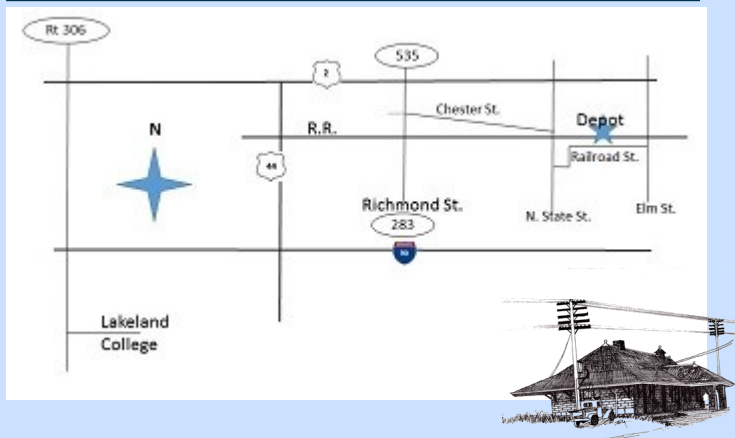 Rt 306
535
2
Chester St.
Depot
N
R.R.
Railroad St.
44
Richmond St.
N. State St.
Elm St.
283
90
Lakeland
College